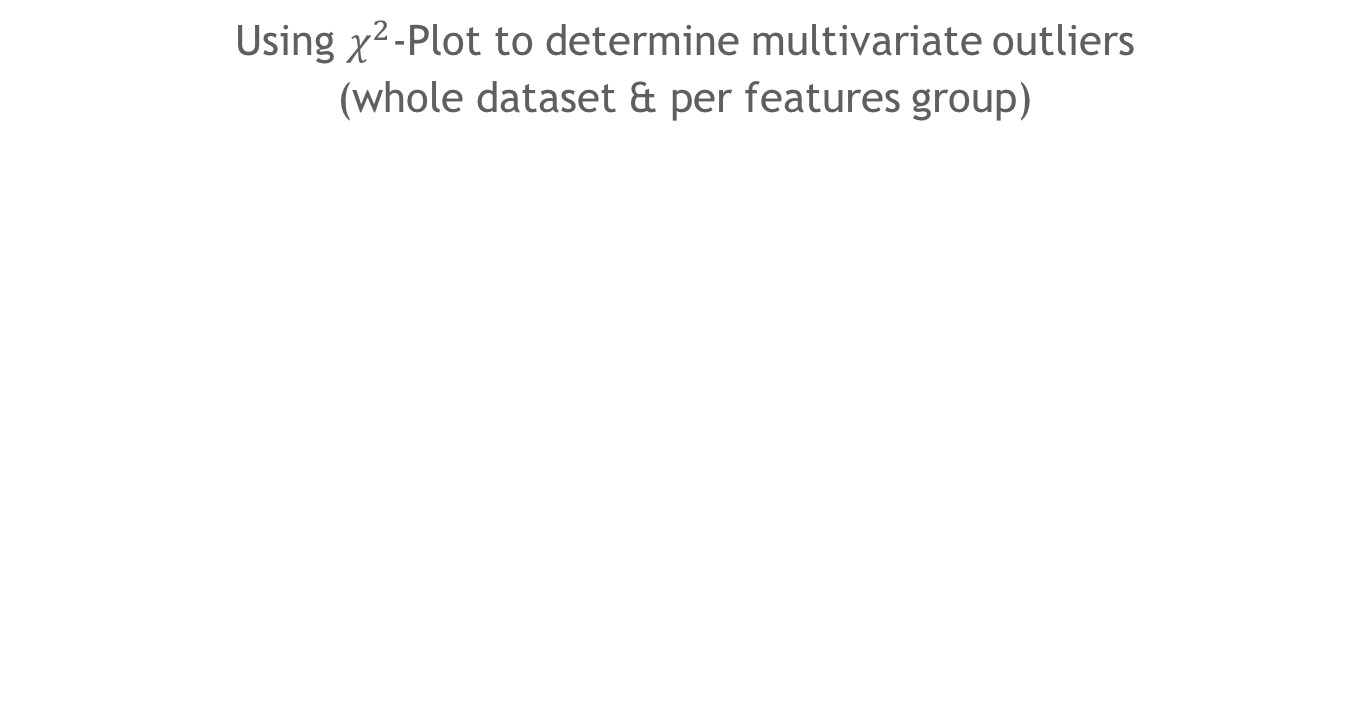 Using 𝜒²-Plot to determine multivariate outliers
(whole dataset & per features group)